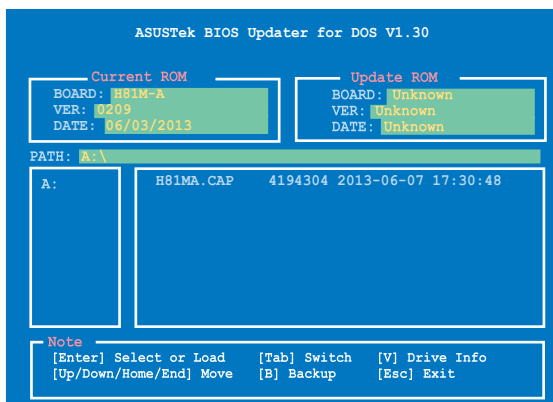 ASUSTek BIOS Updater for DOS V1.30
Current ROM
BOARD: H81M-A
VER: 0209
DATE: 06/03/2013
Update ROM
BOARD: Unknown
VER: Unknown
DATE: Unknown
PATH: A:\
A:
H81MA.CAP 4194304 2013-06-07 17:30:48
Note
[Enter] Select or Load [Tab] Switch [V] Drive Info
[Up/Down/Home/End] Move [B] Backup [Esc] Exit